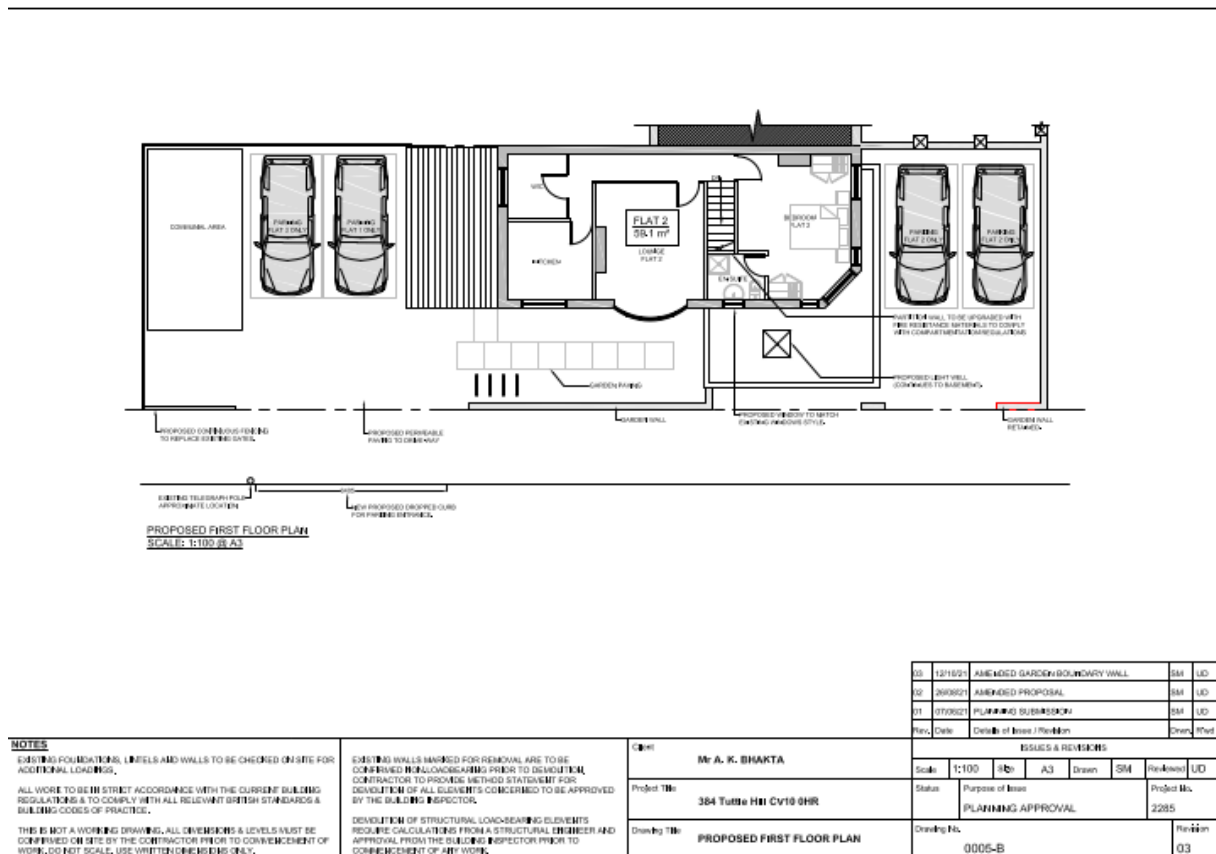 COMMUNAL AREA
PARKING
FLAT 2 ONLY
PARKING
FLAT 1 ONLY
W/C
KITCHEN
FLAT 2
59.1 m²
LOUNGE
FLAT 2
BEDROOM
FLAT 2
ENSUITE
PARKING
FLAT 2 ONLY
PARKING
FLAT 2 ONLY
PARTITION WALL TO BE UPGRADED WITH
FIRE RESISTANCE MATERIALS TO COMPLY
WITH COMPARTMENTATION REGULATIONS
PROPOSED LIGHT WELL
(CONTINUES TO BASEMENT).
GARDEN PAVING
PROPOSED CONTINUOUS FENCING
TO REPLACE EXISTING GATES.
PROPOSED PERMEABLE
PAVING TO DRIVEWAY
GARDEN WALL
PROPOSED WINDOW TO MATCH
EXISTING WINDOWS STYLE.
GARDEN WALL
RETAINED.
EXISTING TELEGRAPH POLE
APPROXIMATE LOCATION
NEW PROPOSED DROPPED CURB
FOR PARKING ENTRANCE.
PROPOSED FIRST FLOOR PLAN
SCALE: 1:100 @ A3
03 12/10/21 AMENDED GARDEN BOUNDARY WALL SM UD
02 26/08/21 AMENDED PROPOSAL SM UD
01 07/06/21 PLANNING SUBMISSION SM UD
Rev. Date Details of Issue / Revision Drwn. R'wd
ISSUES & REVISIONS
Scale 1:100 Size A3 Drawn SM Reviewed UD
Status Purpose of Issue Project No.
PLANNING APPROVAL 2285
Drawing No. Revision
0005-B 03
NOTES
EXISTING FOUNDATIONS, LINTELS AND WALLS TO BE CHECKED ON SITE FOR
ADDITIONAL LOADINGS.
ALL WORK TO BE IN STRICT ACCORDANCE WITH THE CURRENT BUILDING
REGULATIONS & TO COMPLY WITH ALL RELEVANT BRITISH STANDARDS &
BUILDING CODES OF PRACTICE.
THIS IS NOT A WORKING DRAWING, ALL DIMENSIONS & LEVELS MUST BE
CONFIRMED ON SITE BY THE CONTRACTOR PRIOR TO COMMENCEMENT OF
WORK. DO NOT SCALE, USE WRITTEN DIMENSIONS ONLY.
EXISTING WALLS MARKED FOR REMOVAL ARE TO BE
CONFIRMED NON-LOADBEARING PRIOR TO DEMOLITION,
CONTRACTOR TO PROVIDE METHOD STATEMENT FOR
DEMOLITION OF ALL ELEMENTS CONCERNED TO BE APPROVED
BY THE BUILDING INSPECTOR.
DEMOLITION OF STRUCTURAL LOAD-BEARING ELEMENTS
REQUIRE CALCULATIONS FROM A STRUCTURAL ENGINEER AND
APPROVAL FROM THE BUILDING INSPECTOR PRIOR TO
COMMENCEMENT OF ANY WORK.
Client
Mr A. K. BHAKTA
Project Title
384 Tuttle Hill CV10 0HR
Drawing Title
PROPOSED FIRST FLOOR PLAN